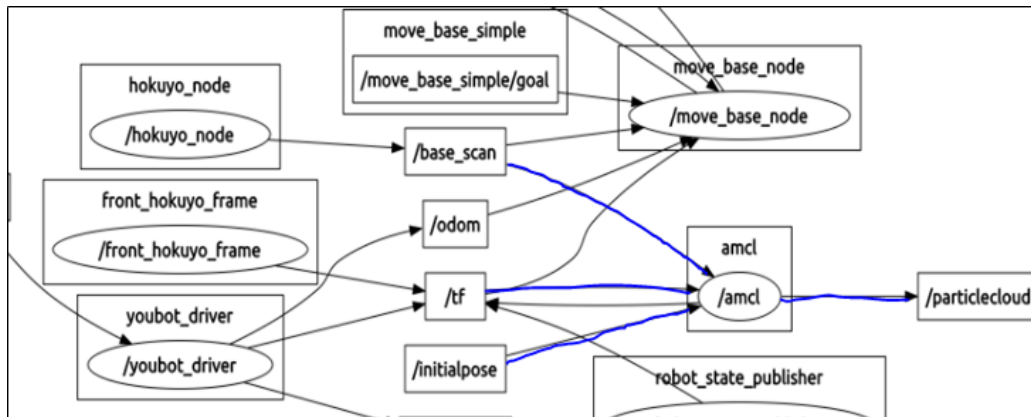 move_base_simple
/move_base_simple/goal
move_base_node
/move_base_node
hokuyo_node
/hokuyo_node
/base_scan
front_hokuyo_frame
/front_hokuyo_frame
/odom
amcl
/amcl
/tf
/particlecloud
youbot_driver
/youbot_driver
/initialpose
robot_state_publisher